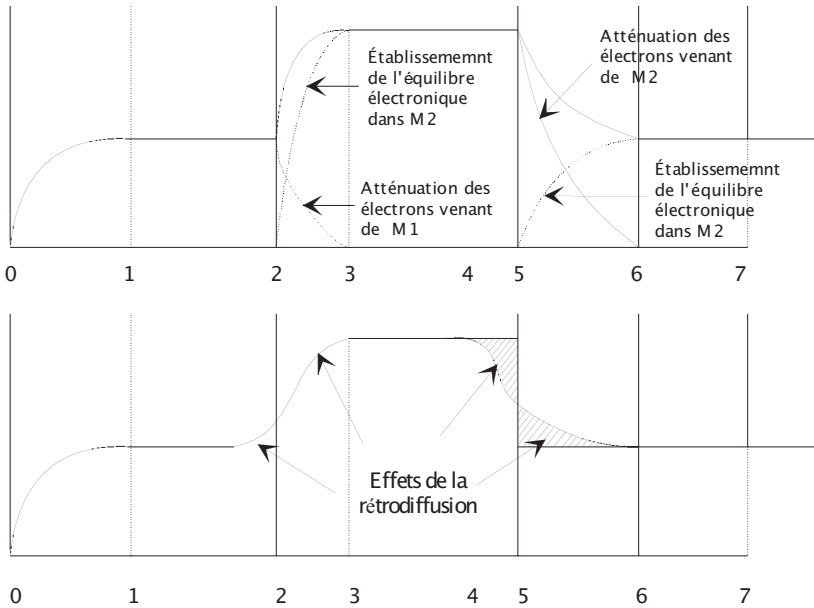 Atténuation des
électrons venant
de M2
Établissememnt
de l'équilibre
électronique
dans M2
Atténuation des
électrons venant
de M1
Établissememnt
de l'équilibre
électronique
dans M2
0 1 2 3 4 5 6 7
Effets de la
rétrodiffusion
0 1 2 3 4 5 6 7